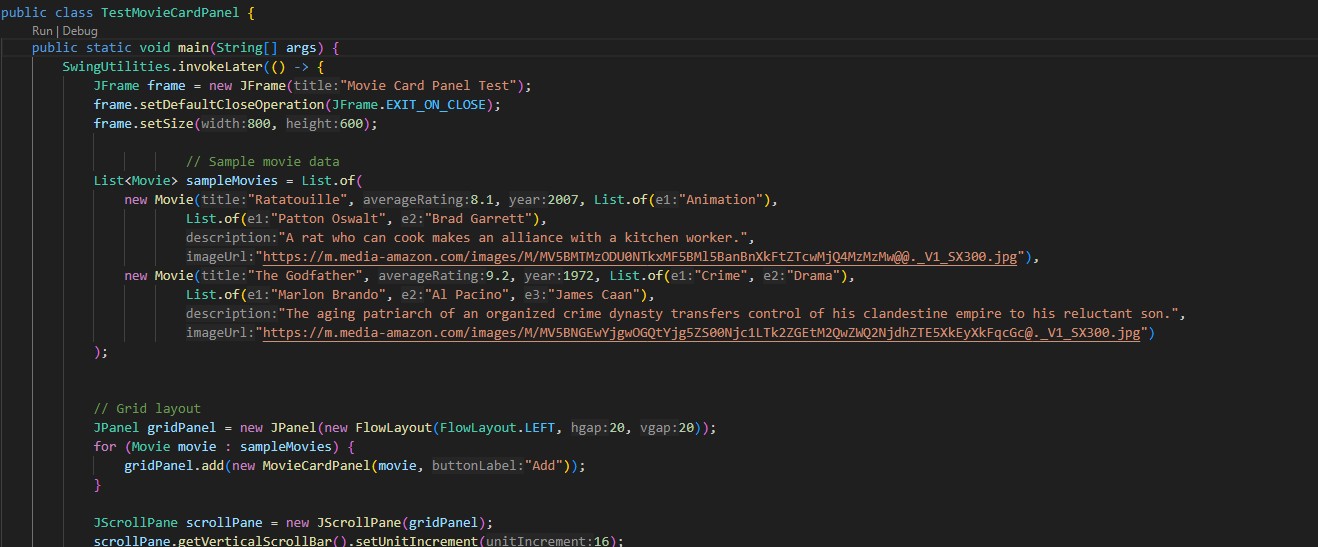 public class TestMovieCardPanel {
Run | Debug
public static void main(String[] args) {
SwingUtilities.invokeLater(() -> {
JFrame frame = new JFrame(title:"Movie Card Panel Test");
frame.setDefaultCloseOperation(JFrame.EXIT_ON_CLOSE);
frame.setSize(width:800, height:600);
// Sample movie data
List<Movie> sampleMovies = List.of(
new Movie(title:"Ratatouille", averageRating:8.1, year:2007, List.of(e1:"Animation"),
List.of(e1:"Patton Oswalt", e2:"Brad Garrett"),
description:"A rat who can cook makes an alliance with a kitchen worker.",
imageUrl:"https://m.media-amazon.com/images/M/MV5BMTMzODU0NTkxMF5BMl5BanBnXkFtZTcwMjQ4MzMzMw@@._V1_SX300.jpg"),
new Movie(title:"The Godfather", averageRating:9.2, year:1972, List.of(e1:"Crime", e2:"Drama"),
List.of(e1:"Marlon Brando", e2:"Al Pacino", e3:"James Caan"),
description:"The aging patriarch of an organized crime dynasty transfers control of his clandestine empire to his reluctant son.",
imageUrl:"https://m.media-amazon.com/images/M/MV5BNGEwYjgwOGQtYjg5ZS00Njc1LTk2ZGEtM2QwZWQ2NjdhZTE5XkEyXkFqcGc@._V1_SX300.jpg")
);
// Grid layout
JPanel gridPanel = new JPanel(new FlowLayout(FlowLayout.LEFT, hgap:20, vgap:20));
for (Movie movie : sampleMovies) {
gridPanel.add(new MovieCardPanel(movie, buttonLabel:"Add"));
}
JScrollPane scrollPane = new JScrollPane(gridPanel);
scrollPane.getVerticalScrollBar().setUnitIncrement(unitIncrement:16);